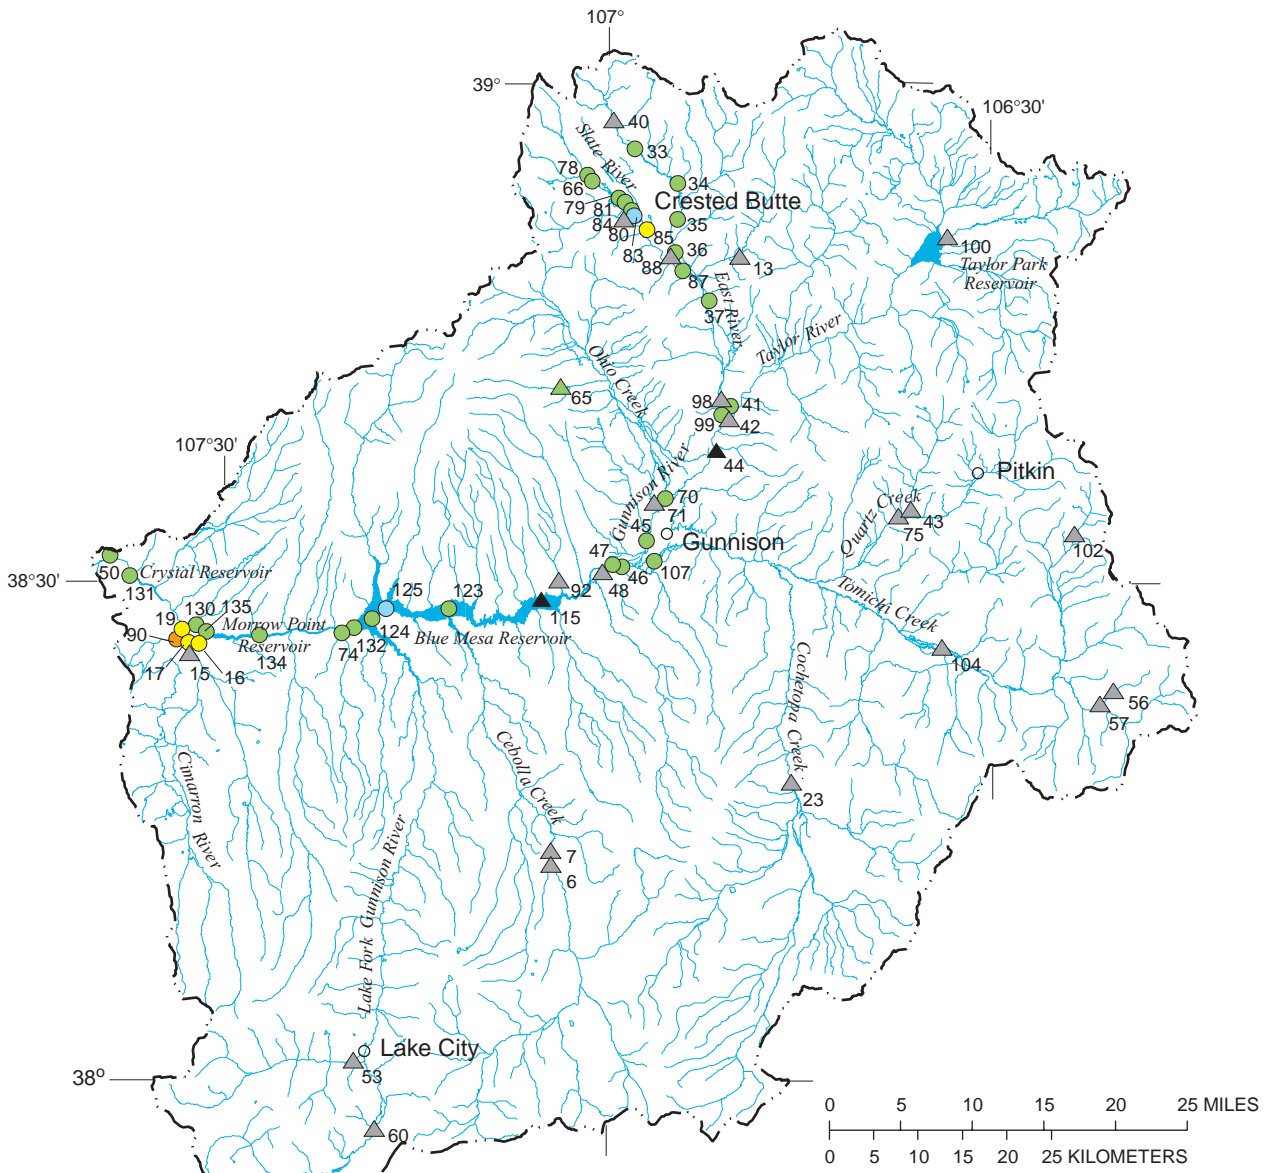 107°
39°
106°30'
40
Slate River
33
78
66
34
79
81
Crested Butte
84
80
35
85
83
36
88
13
100
87
Taylor Park
Reservoir
East River
37
Taylor River
Ohio Creek
65
98
41
99
42
107°30'
44
Pitkin
Gunnison River
70
71
Quartz Creek
43
75
45
Gunnison
102
47
50
Crystal Reservoir
38°30'
131
46
107
125
123
92
48
Tomichi Creek
130
135
19
Morrow Point
Reservoir
90
124
115
Blue Mesa Reservoir
132
74
134
17
15
16
104
Cochetopa Creek
56
57
Cebolla Creek
Cimarron River
23
Lake Fork Gunnison River
7
6
Lake City
53
38°
60
0 5 10 15 20 25 MILES
0 5 10 15 20 25 KILOMETERS